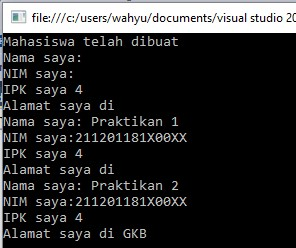 file:///c:/users/wahyu/documents/visual studio 20
Mahasiswa telah dibuat
Nama saya:
NIM saya:
IPK saya 4
Alamat saya di
Nama saya: Praktikan 1
NIM saya:211201181X00XX
IPK saya 4
Alamat saya di
Nama saya: Praktikan 2
NIM saya:211201181X00XX
IPK saya 4
Alamat saya di GKB